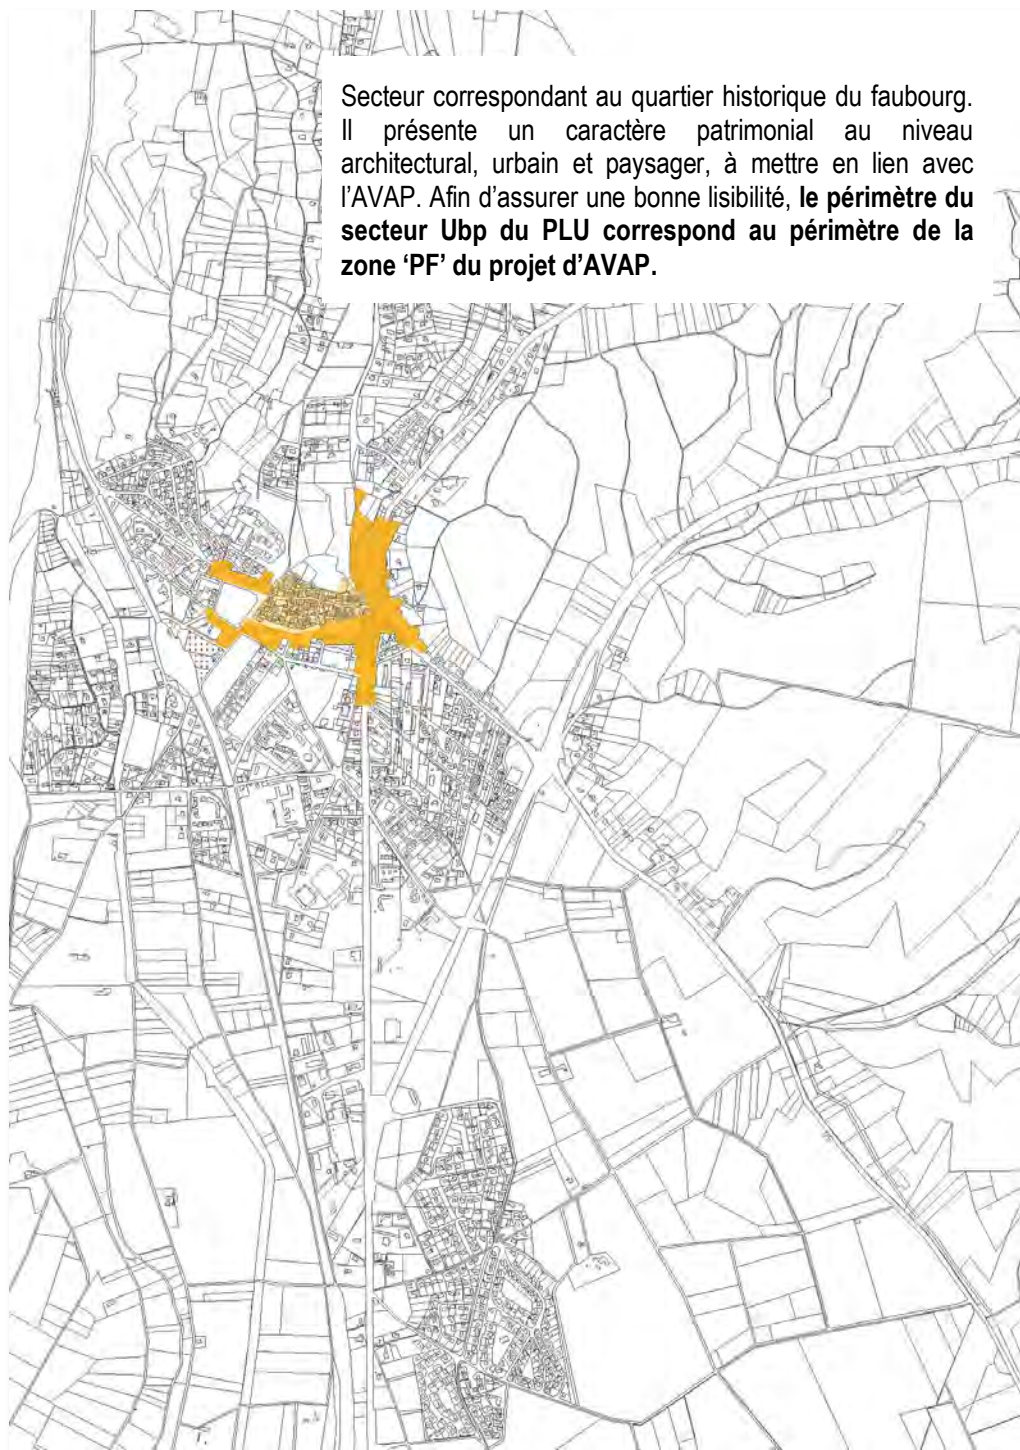 Secteur correspondant au quartier historique du faubourg.
Il présente un caractère patrimonial au niveau
architectural, urbain et paysager, à mettre en lien avec
l’AVAP. Afin d’assurer une bonne lisibilité, le périmètre du
secteur Ubp du PLU correspond au périmètre de la
zone ‘PF’ du projet d’AVAP.